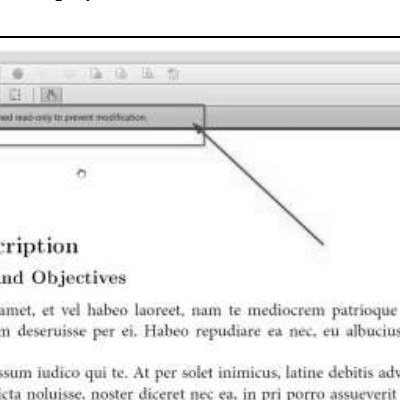 ned read-only to prevent modification.
cription
nd Objectives
amet, et vel habeo laoreet, nam te mediocrem patrioque
m deseruisse per ei. Habeo repudiare ea nec, eu albucius
ssum iudico qui te. At per solet inimicus, latine debitis adv
icta noluisse, noster diceret nec ea, in pri porro assueverit